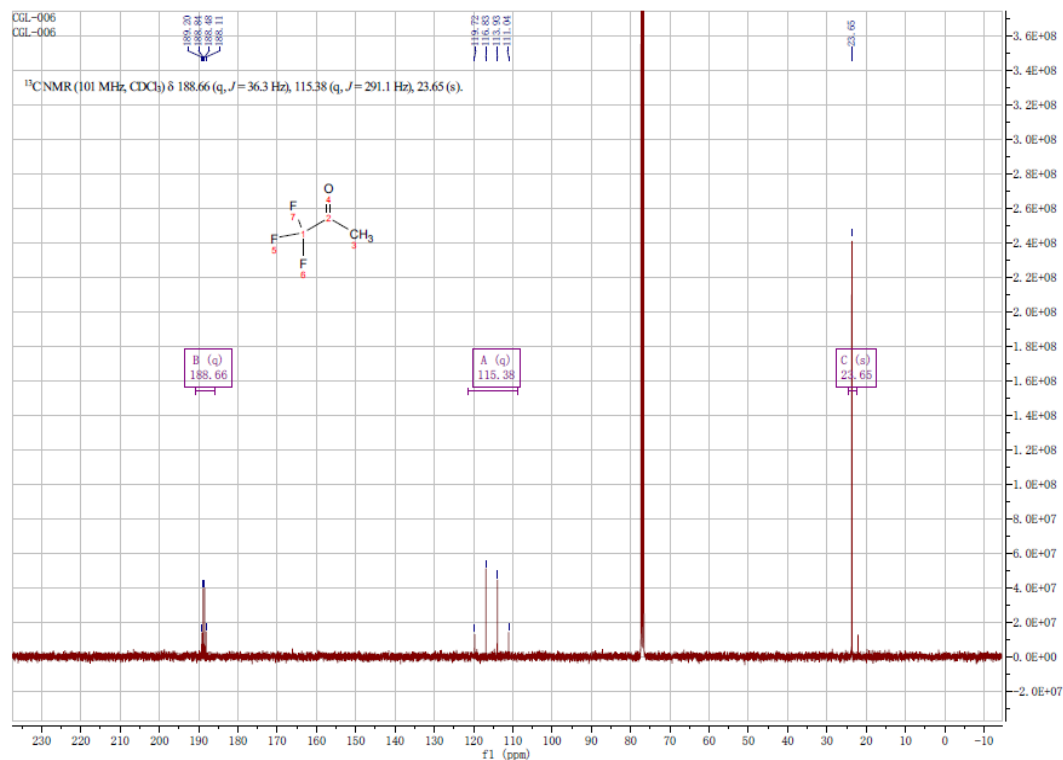 CGL-006
CGL-006
189.20
188.84
188.48
188.11
119.72
116.83
113.93
111.04
23.65
¹³C NMR (101 MHz, CDCl₃) δ 188.66 (q, J = 36.3 Hz), 115.38 (q, J = 291.1 Hz), 23.65 (s).
O
4
F
7
2
F
5
1
CH₃
3
F
6
B (q)
188.66
A (q)
115.38
C (s)
23.65
3.6E+08
3.4E+08
3.2E+08
3.0E+08
2.8E+08
2.6E+08
2.4E+08
2.2E+08
2.0E+08
1.8E+08
1.6E+08
1.4E+08
1.2E+08
1.0E+08
8.0E+07
6.0E+07
4.0E+07
2.0E+07
0.0E+00
-2.0E+07
230 220 210 200 190 180 170 160 150 140 130 120 110 100 90 80 70 60 50 40 30 20 10 0 -10
f1 (ppm)